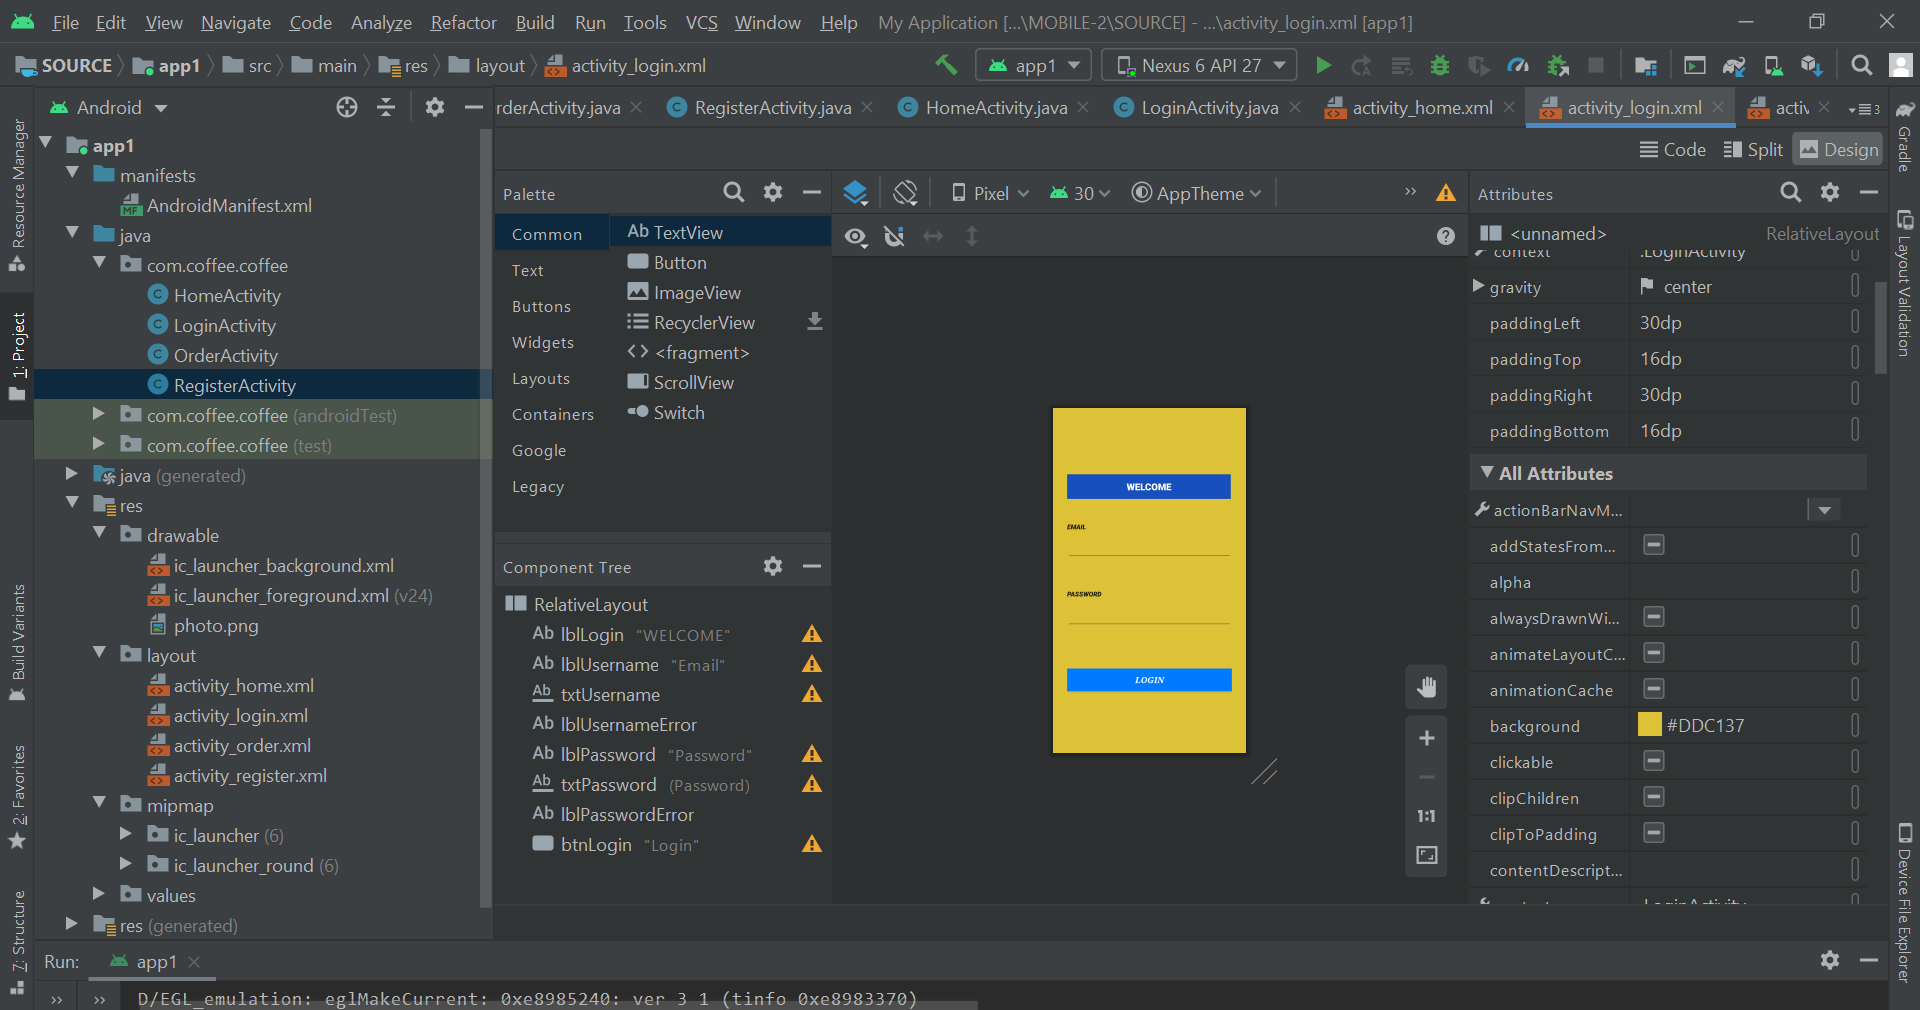 File Edit View Navigate Code Analyze Refactor Build Run Tools VCS Window Help My Application [...\MOBILE-2\SOURCE] - ...\activity_login.xml [app1]
SOURCE app1 src main res layout activity_login.xml
app1 Nexus 6 API 27
Android
rderActivity.java RegisterActivity.java HomeActivity.java LoginActivity.java activity_home.xml activity_login.xml activ 3
Code Split Design
Resource Manager
1: Project
Build Variants
2: Favorites
7: Structure
app1
manifests
AndroidManifest.xml
java
com.coffee.coffee
HomeActivity
LoginActivity
OrderActivity
RegisterActivity
com.coffee.coffee (androidTest)
com.coffee.coffee (test)
java (generated)
res
drawable
ic_launcher_background.xml
ic_launcher_foreground.xml (v24)
photo.png
layout
activity_home.xml
activity_login.xml
activity_order.xml
activity_register.xml
mipmap
ic_launcher (6)
ic_launcher_round (6)
values
res (generated)
Palette
Common
Text
Buttons
Widgets
Layouts
Containers
Google
Legacy
Ab TextView
Button
ImageView
RecyclerView
<fragment>
ScrollView
Switch
Component Tree
RelativeLayout
Ab lblLogin "WELCOME"
Ab lblUsername "Email"
Ab txtUsername
Ab lblUsernameError
Ab lblPassword "Password"
Ab txtPassword (Password)
Ab lblPasswordError
btnLogin "Login"
Pixel 30 AppTheme
WELCOME
EMAIL
PASSWORD
LOGIN
1:1
Attributes
<unnamed> RelativeLayout
context .LoginActivity
gravity center
paddingLeft 30dp
paddingTop 16dp
paddingRight 30dp
paddingBottom 16dp
All Attributes
actionBarNavM...
addStatesFrom...
alpha
alwaysDrawnWi...
animateLayoutC...
animationCache
background #DDC137
clickable
clipChildren
clipToPadding
contentDescript...
Gradle
Layout Validation
Device File Explorer
Run: app1
D/EGL_emulation: eglMakeCurrent: 0xe8985240: ver 3 1 (tinfo 0xe8983370)